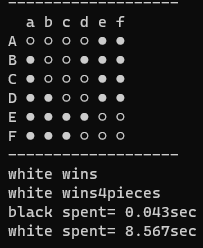 --------------------
a b c d e f
A ○ ○ ○ ○ ● ●
B ● ○ ○ ● ● ●
C ● ○ ○ ○ ● ●
D ● ● ○ ○ ● ●
E ● ● ● ● ○ ○
F ● ● ● ○ ○ ○
--------------------
white wins
white wins4pieces
black spent= 0.043sec
white spent= 8.567sec